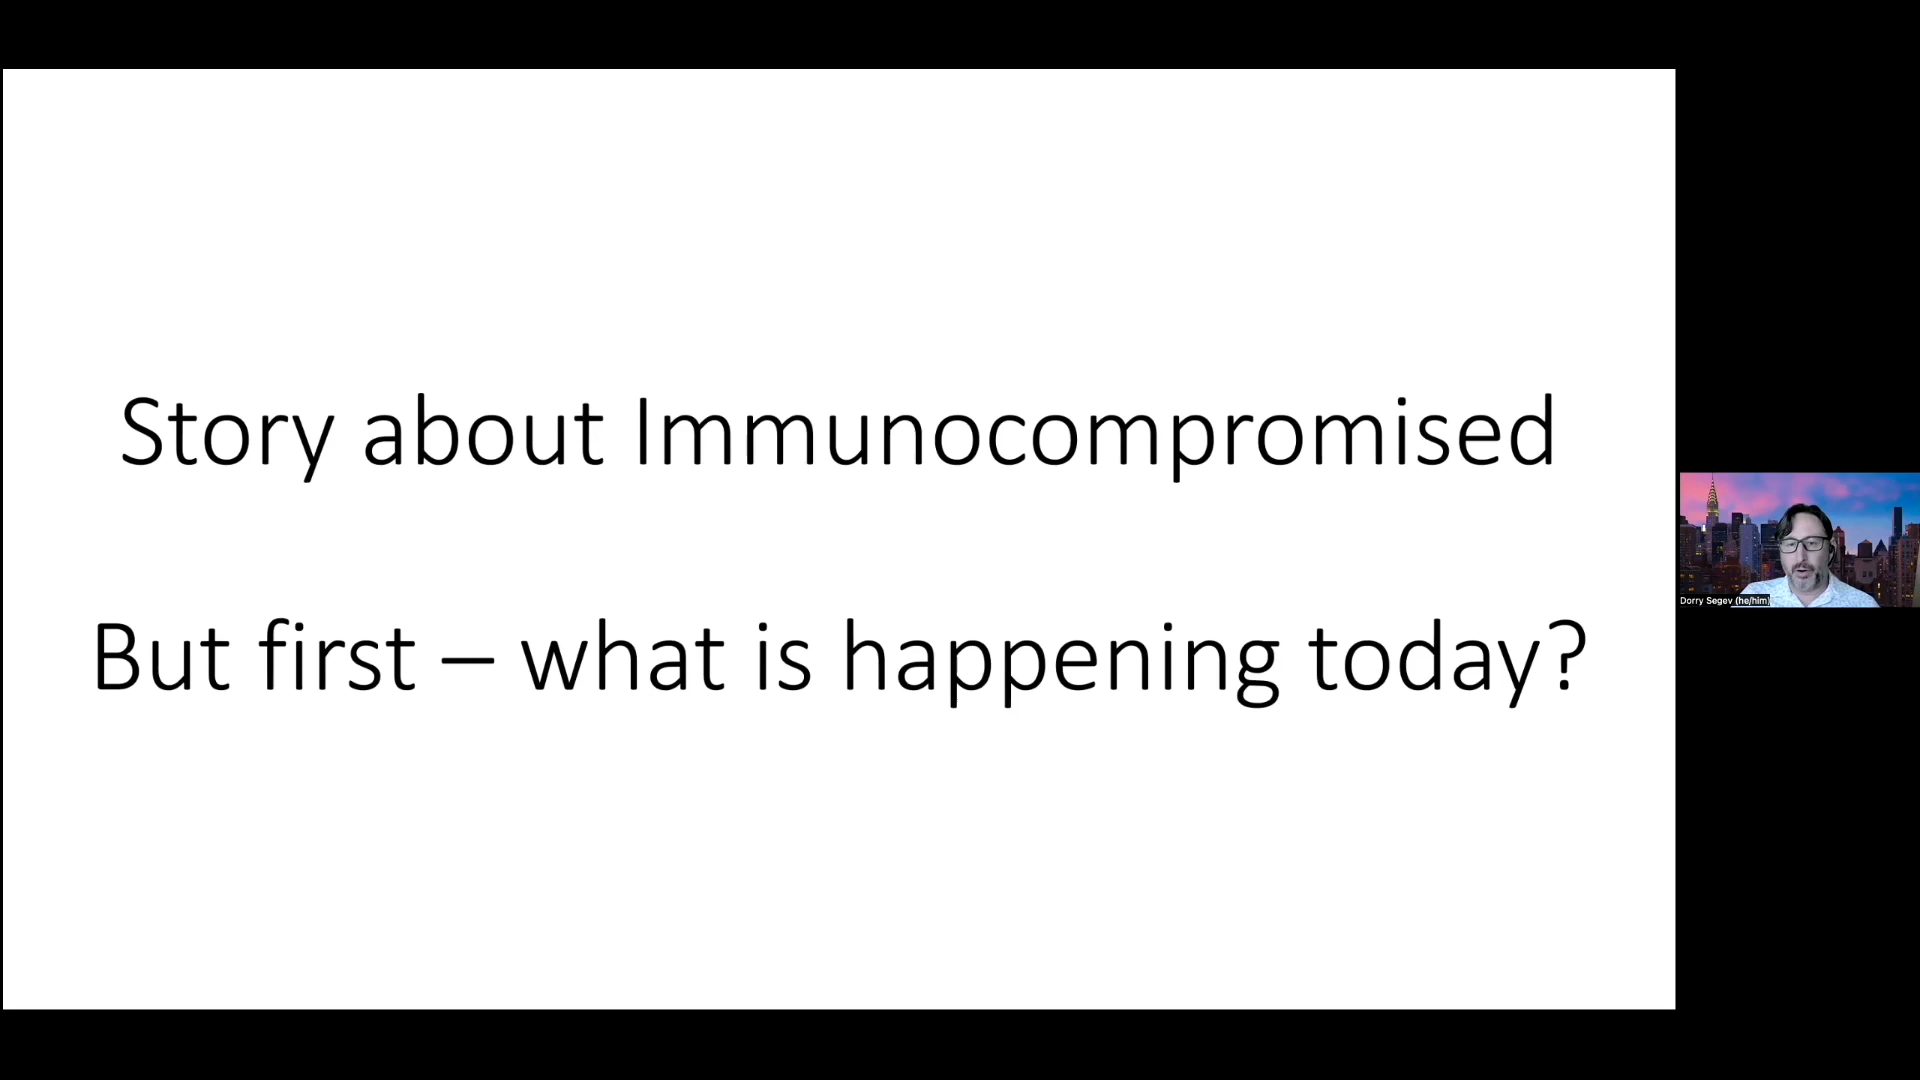 Story about Immunocompromised
But first – what is happening today?
Dorry Segev (he/him)